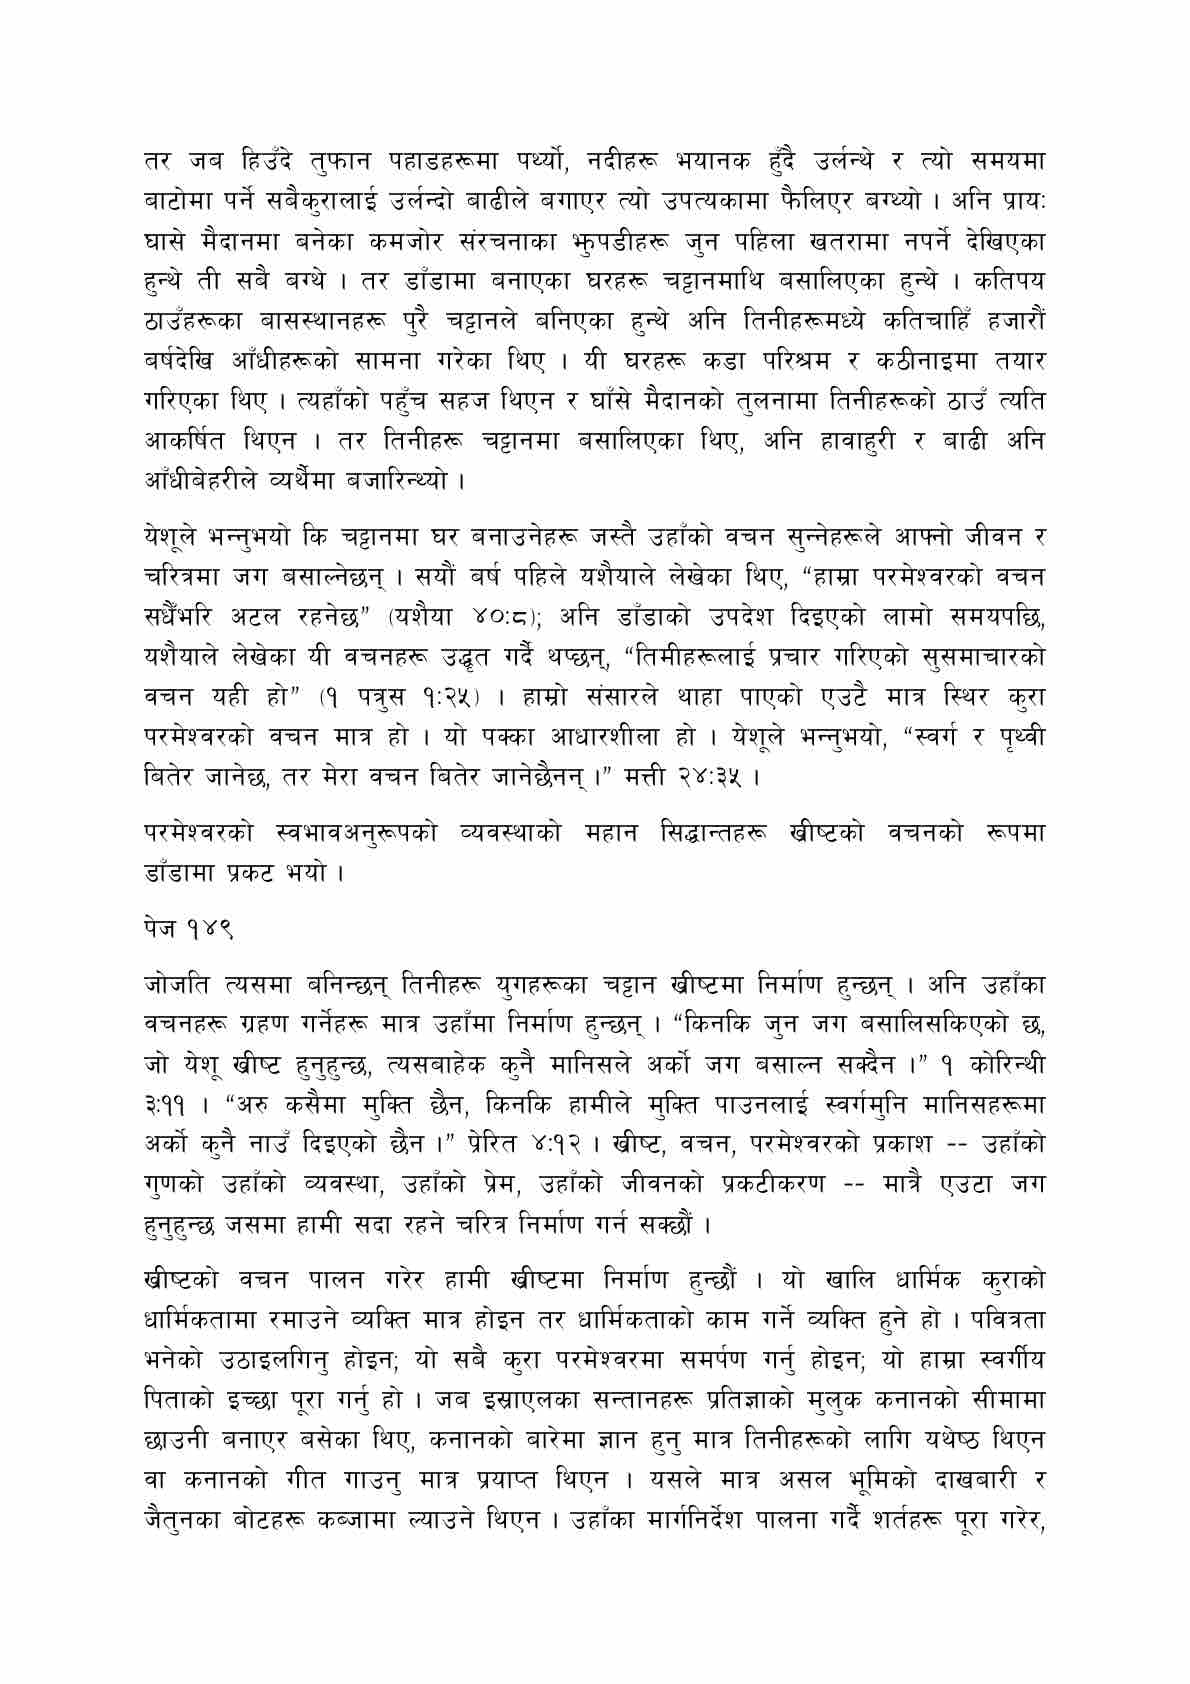 तर जब हिउँदे तुफान पहाडहरूमा पर्थ्यो, नदीहरू भयानक हुँदै उर्लन्थे र त्यो समयमा
बाटोमा पर्ने सबैकुरालाई उर्लन्दो बाढीले बगाएर त्यो उपत्यकामा फैलिएर बग्थ्यो । अनि प्रायः
घासे मैदानमा बनेका कमजोर संरचनाका झुपडीहरू जुन पहिला खतरामा नपर्ने देखिएका
हुन्थे ती सबै बग्थे । तर डाँडामा बनाएका घरहरू चट्टानमाथि बसालिएका हुन्थे । कतिपय
ठाउँहरूका बासस्थानहरू पुरै चट्टानले बनिएका हुन्थे अनि तिनीहरूमध्ये कतिचाहिँ हजारौं
बर्षदेखि आँधीहरूको सामना गरेका थिए । यी घरहरू कडा परिश्रम र कठीनाइमा तयार
गरिएका थिए । त्यहाँको पहुँच सहज थिएन र घाँसे मैदानको तुलनामा तिनीहरूको ठाउँ त्यति
आकर्षित थिएन । तर तिनीहरू चट्टानमा बसालिएका थिए, अनि हावाहुरी र बाढी अनि
आँधीबेहरीले व्यर्थैमा बजारिन्थ्यो ।
येशूले भन्नुभयो कि चट्टानमा घर बनाउनेहरू जस्तै उहाँको वचन सुन्नेहरूले आफ्नो जीवन र
चरित्रमा जग बसाल्नेछन् । सयौं बर्ष पहिले यशैयाले लेखेका थिए, “हाम्रा परमेश्वरको वचन
सधैँभरि अटल रहनेछ” (यशैया ४०:८); अनि डाँडाको उपदेश दिइएको लामो समयपछि,
यशैयाले लेखेका यी वचनहरू उद्धृत गर्दै थप्छन्, “तिमीहरूलाई प्रचार गरिएको सुसमाचारको
वचन यही हो” (१ पत्रुस १:२५) । हाम्रो संसारले थाहा पाएको एउटै मात्र स्थिर कुरा
परमेश्वरको वचन मात्र हो । यो पक्का आधारशीला हो । येशूले भन्नुभयो, “स्वर्ग र पृथ्वी
बितेर जानेछ, तर मेरा वचन बितेर जानेछैनन् ।” मत्ती २४:३५ ।
परमेश्वरको स्वभावअनुरूपको व्यवस्थाको महान सिद्धान्तहरू ख्रीष्टको वचनको रूपमा
डाँडामा प्रकट भयो ।
पेज १४९
जोजति त्यसमा बनिन्छन् तिनीहरू युगहरूका चट्टान ख्रीष्टमा निर्माण हुन्छन् । अनि उहाँका
वचनहरू ग्रहण गर्नेहरू मात्र उहाँमा निर्माण हुन्छन् । “किनकि जुन जग बसालिसकिएको छ,
जो येशू ख्रीष्ट हुनुहुन्छ, त्यसबाहेक कुनै मानिसले अर्को जग बसाल्न सक्दैन ।” १ कोरिन्थी
३:११ । “अरु कसैमा मुक्ति छैन, किनकि हामीले मुक्ति पाउनलाई स्वर्गमुनि मानिसहरूमा
अर्को कुनै नाउँ दिइएको छैन ।” प्रेरित ४:१२ । ख्रीष्ट, वचन, परमेश्वरको प्रकाश -- उहाँको
गुणको उहाँको व्यवस्था, उहाँको प्रेम, उहाँको जीवनको प्रकटीकरण -- मात्रै एउटा जग
हुनुहुन्छ जसमा हामी सदा रहने चरित्र निर्माण गर्न सक्छौं ।
ख्रीष्टको वचन पालन गरेर हामी ख्रीष्टमा निर्माण हुन्छौं । यो खालि धार्मिक कुराको
धार्मिकतामा रमाउने व्यक्ति मात्र होइन तर धार्मिकताको काम गर्ने व्यक्ति हुने हो । पवित्रता
भनेको उठाइलगिनु होइन; यो सबै कुरा परमेश्वरमा समर्पण गर्नु होइन; यो हाम्रा स्वर्गीय
पिताको इच्छा पूरा गर्नु हो । जब इस्राएलका सन्तानहरू प्रतिज्ञाको मुलुक कनानको सीमामा
छाउनी बनाएर बसेका थिए, कनानको बारेमा ज्ञान हुनु मात्र तिनीहरूको लागि यथेष्ठ थिएन
वा कनानको गीत गाउनु मात्र प्रयाप्त थिएन । यसले मात्र असल भूमिको दाखबारी र
जैतुनका बोटहरू कब्जामा ल्याउने थिएन । उहाँका मार्गनिर्देश पालना गर्दै शर्तहरू पूरा गरेर,